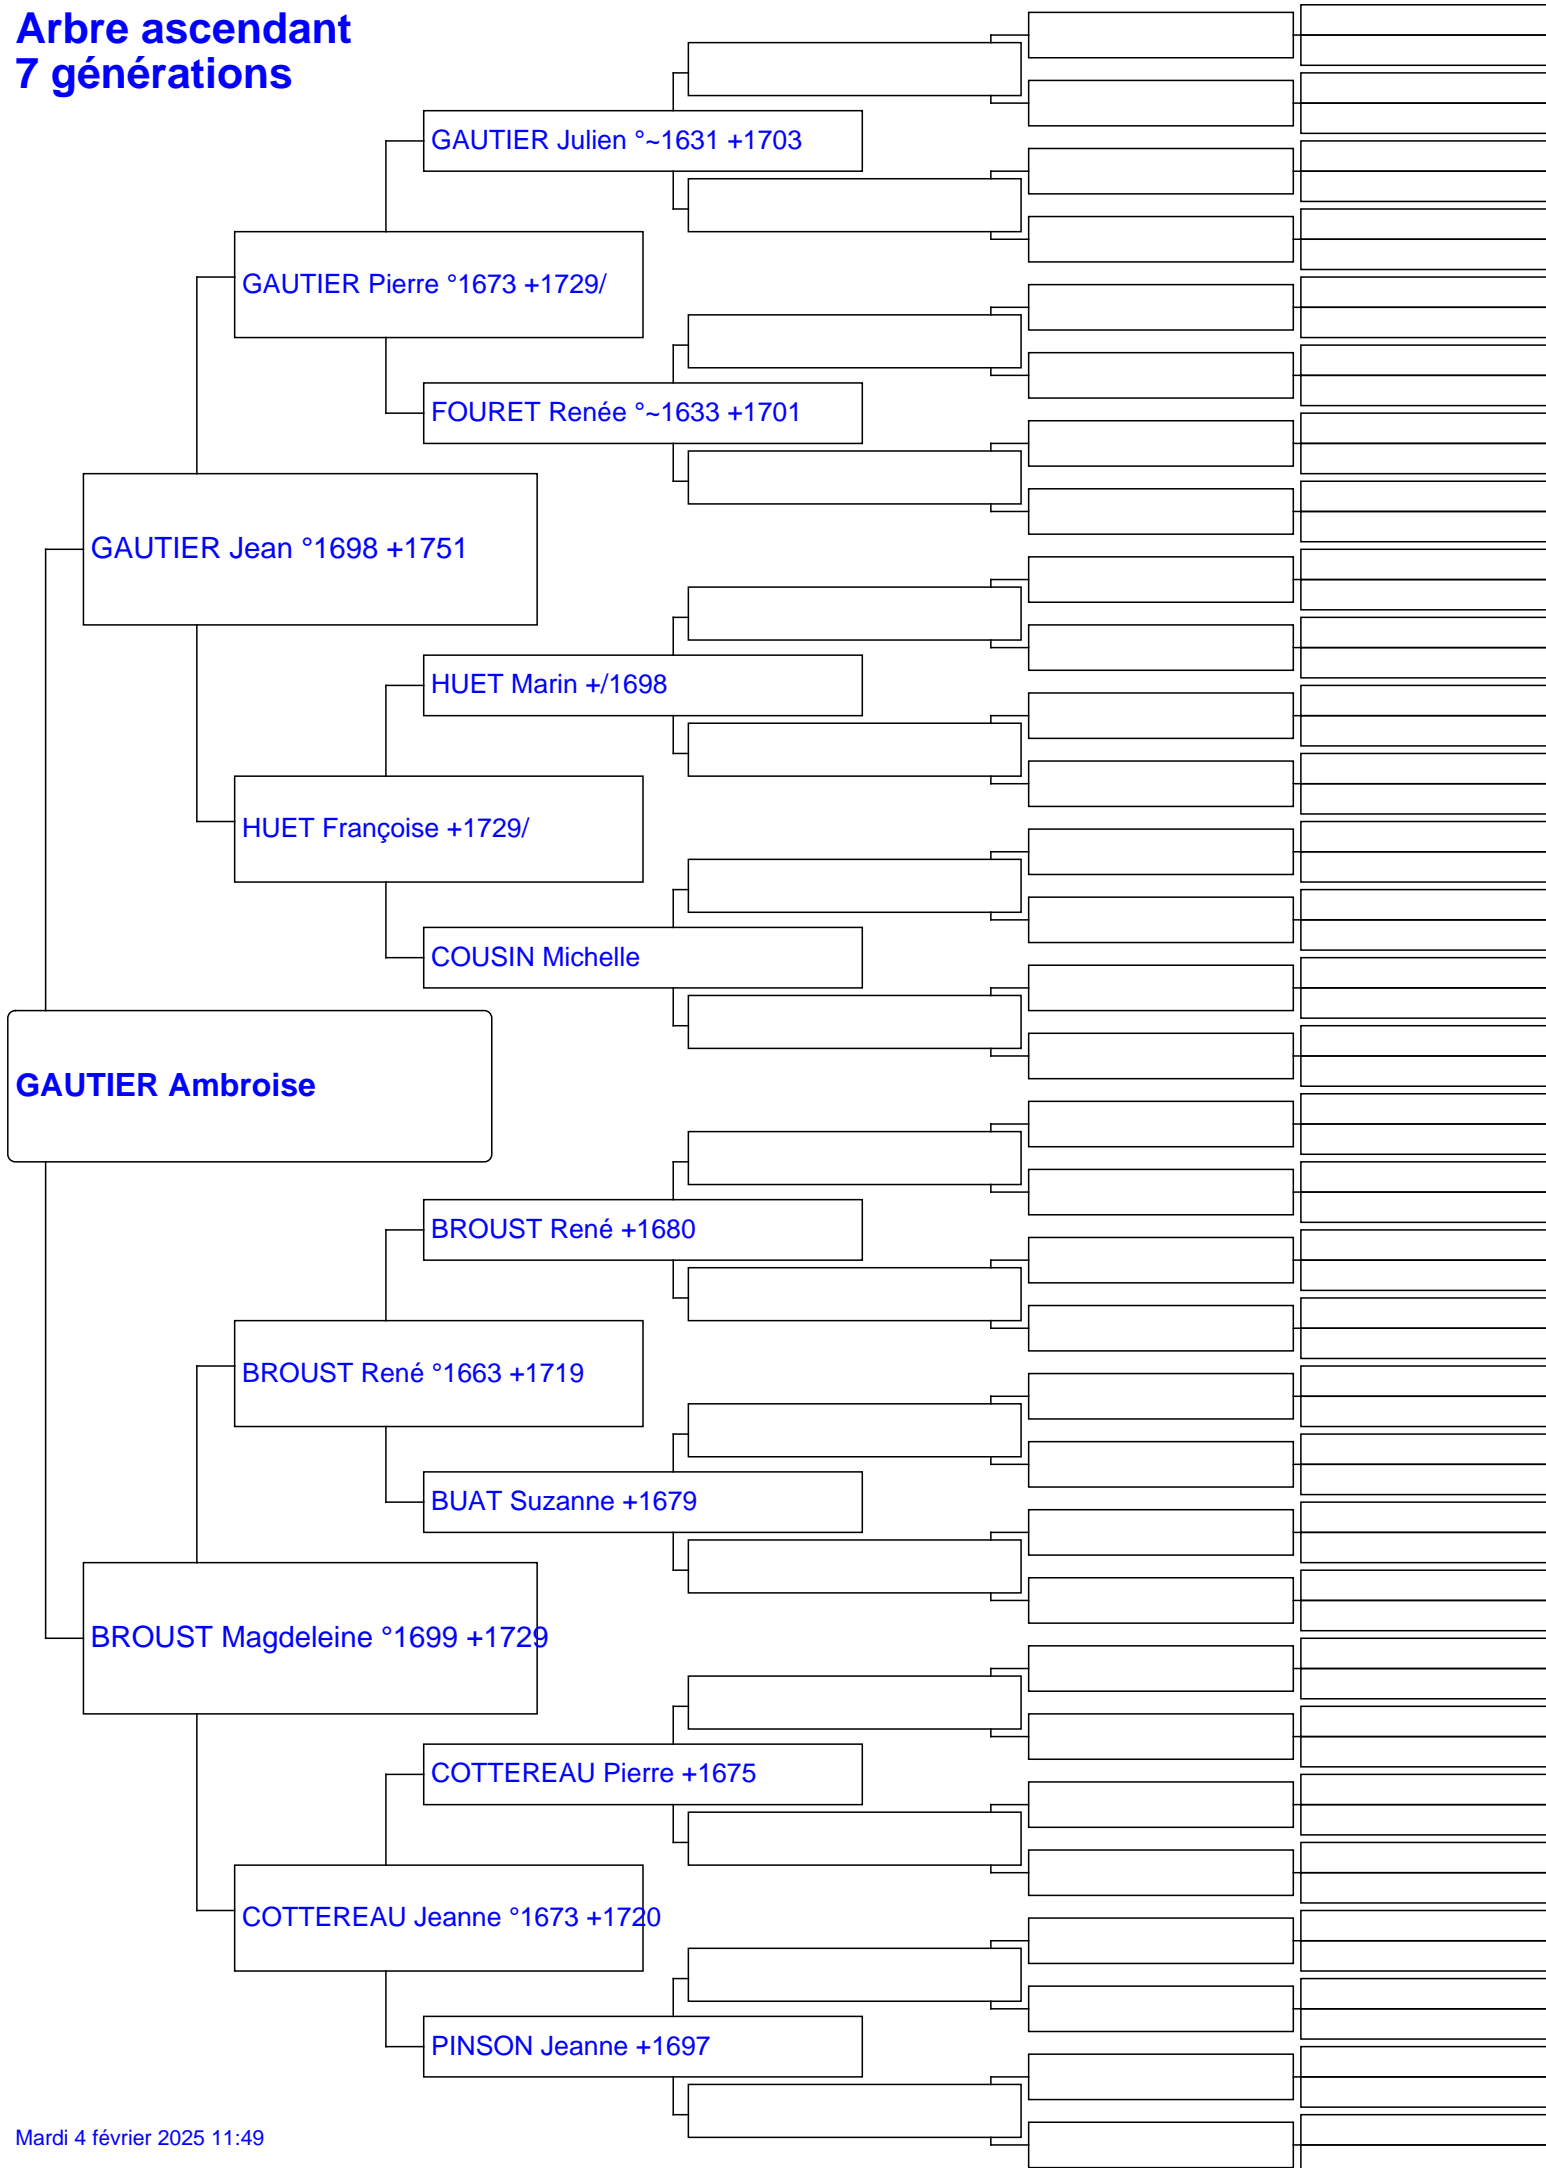 Arbre ascendant
7 générations
GAUTIER Julien °~1631 +1703
GAUTIER Pierre °1673 +1729/
FOURET Renée °~1633 +1701
GAUTIER Jean °1698 +1751
HUET Marin +/1698
HUET Françoise +1729/
COUSIN Michelle
GAUTIER Ambroise
BROUST René +1680
BROUST René °1663 +1719
BUAT Suzanne +1679
BROUST Magdeleine °1699 +1729
COTTEREAU Pierre +1675
COTTEREAU Jeanne °1673 +1720
PINSON Jeanne +1697
Mardi 4 février 2025 11:49